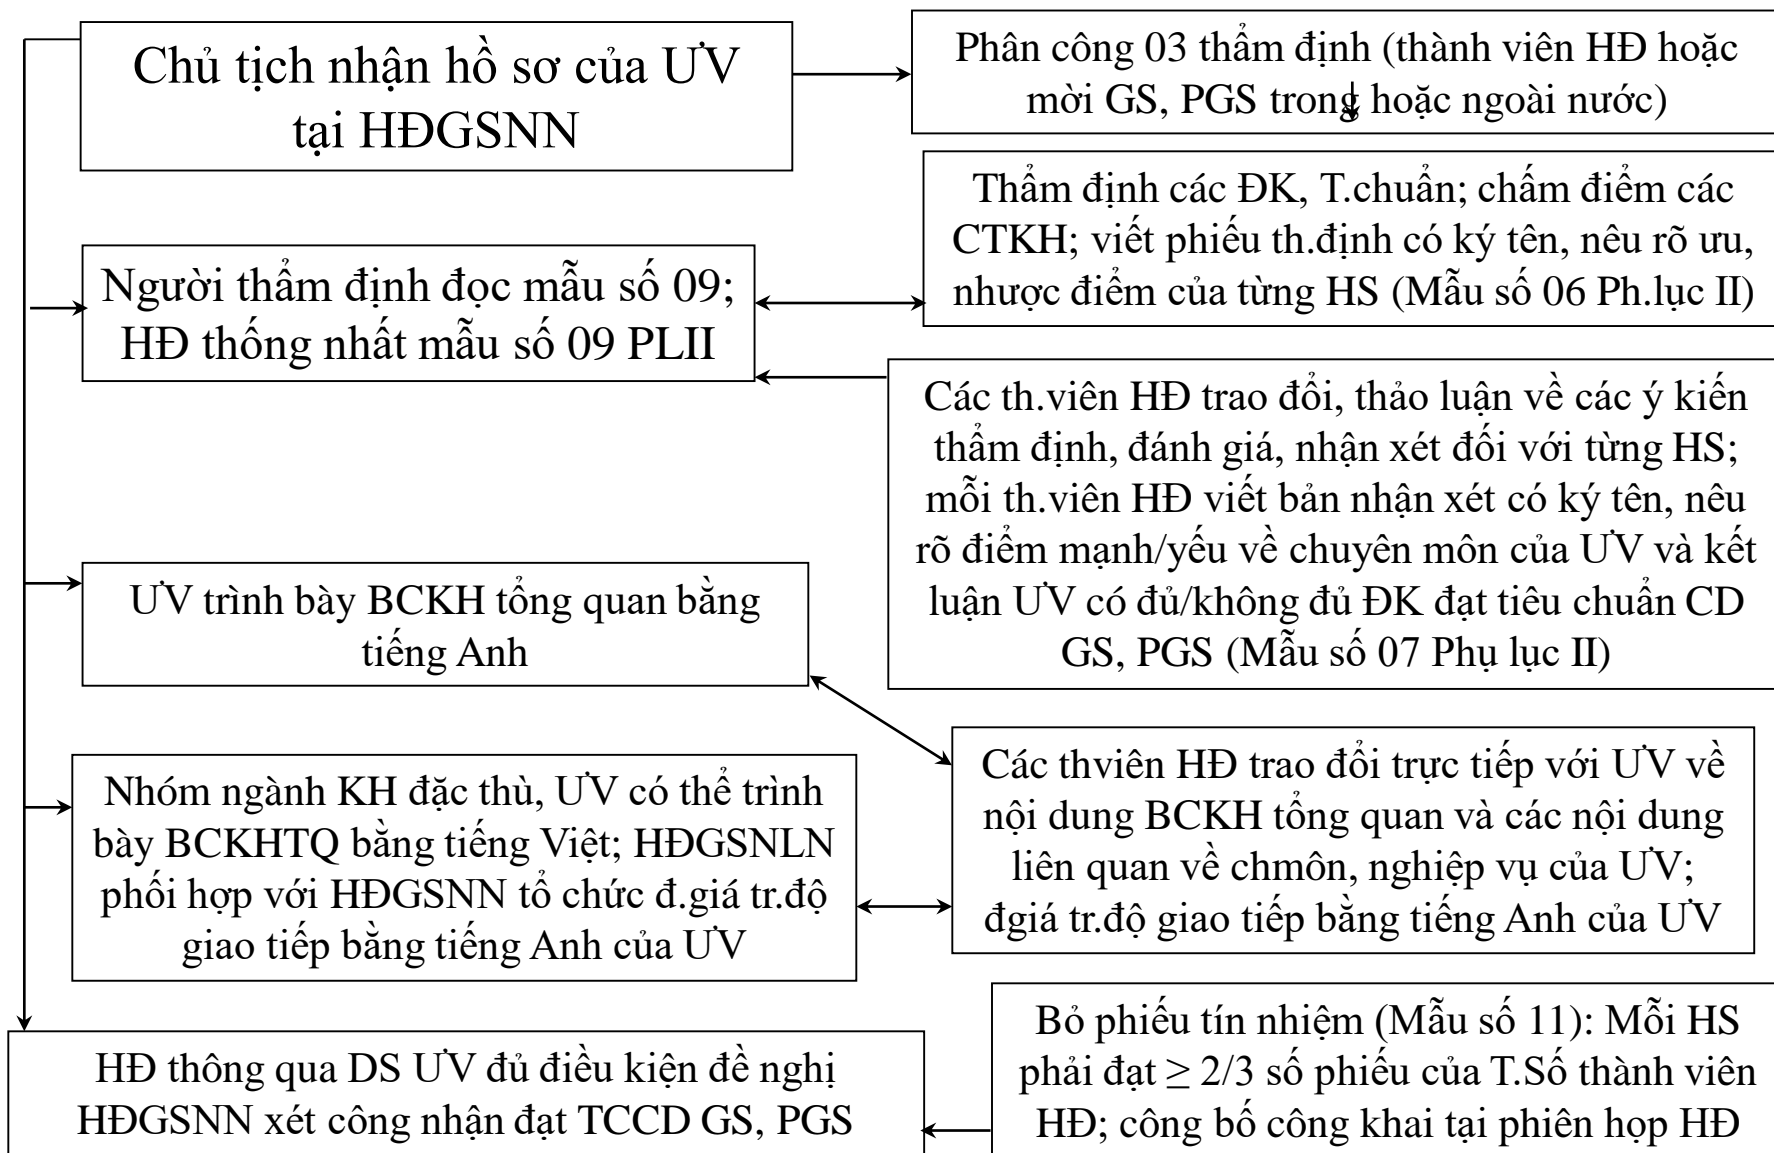 Chủ tịch nhận hồ sơ của ƯV
tại HĐGSNN
Phân công 03 thẩm định (thành viên HĐ hoặc
mời GS, PGS trong hoặc ngoài nước)
Thẩm định các ĐK, T.chuẩn; chấm điểm các
CTKH; viết phiếu th.định có ký tên, nêu rõ ưu,
nhược điểm của từng HS (Mẫu số 06 Ph.lục II)
Người thẩm định đọc mẫu số 09;
HĐ thống nhất mẫu số 09 PLII
Các th.viên HĐ trao đổi, thảo luận về các ý kiến
thẩm định, đánh giá, nhận xét đối với từng HS;
mỗi th.viên HĐ viết bản nhận xét có ký tên, nêu
rõ điểm mạnh/yếu về chuyên môn của ƯV và kết
luận ƯV có đủ/không đủ ĐK đạt tiêu chuẩn CD
GS, PGS (Mẫu số 07 Phụ lục II)
ƯV trình bày BCKH tổng quan bằng
tiếng Anh
Các thviên HĐ trao đổi trực tiếp với ƯV về
nội dung BCKH tổng quan và các nội dung
liên quan về chmôn, nghiệp vụ của ƯV;
đgiá tr.độ giao tiếp bằng tiếng Anh của ƯV
Nhóm ngành KH đặc thù, ƯV có thể trình
bày BCKHTQ bằng tiếng Việt; HĐGSNLN
phối hợp với HĐGSNN tổ chức đ.giá tr.độ
giao tiếp bằng tiếng Anh của ƯV
Bỏ phiếu tín nhiệm (Mẫu số 11): Mỗi HS
phải đạt ≥ 2/3 số phiếu của T.Số thành viên
HĐ; công bố công khai tại phiên họp HĐ
HĐ thông qua DS ƯV đủ điều kiện đề nghị
HĐGSNN xét công nhận đạt TCCD GS, PGS